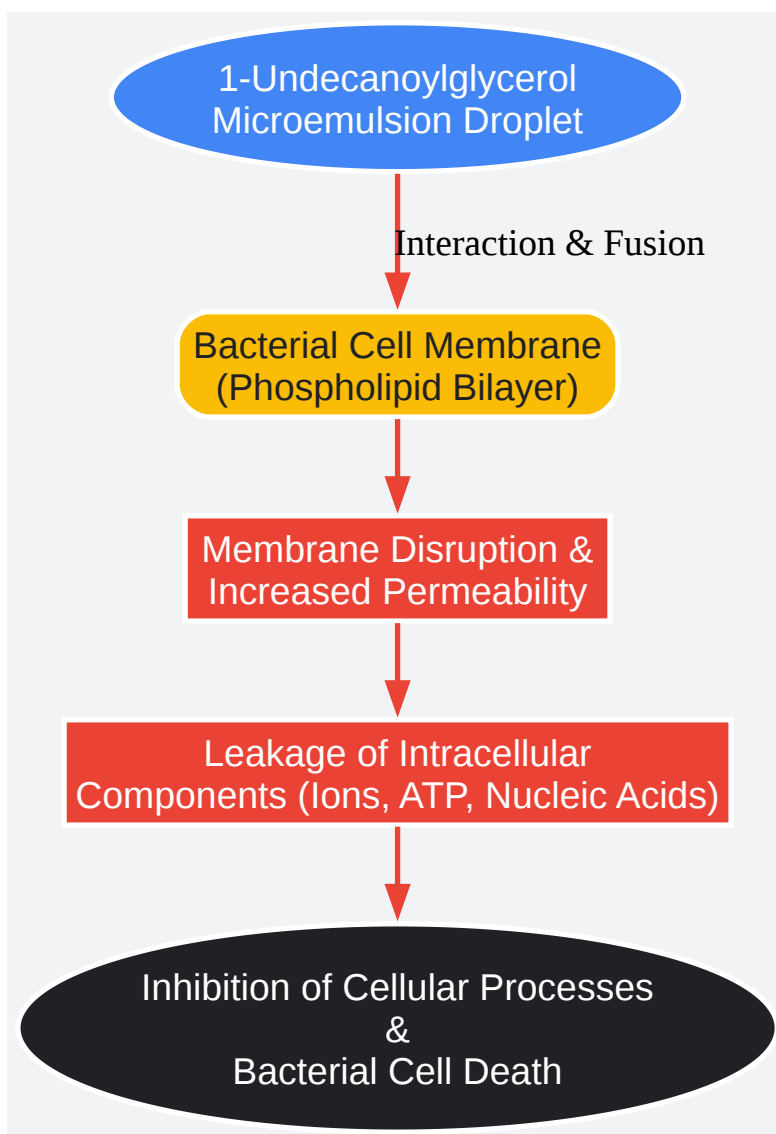 1-Undecanoylglycerol
Microemulsion Droplet
Interaction & Fusion
Bacterial Cell Membrane
(Phospholipid Bilayer)
Membrane Disruption &
Increased Permeability
Leakage of Intracellular
Components (Ions, ATP, Nucleic Acids)
Inhibition of Cellular Processes
&
Bacterial Cell Death